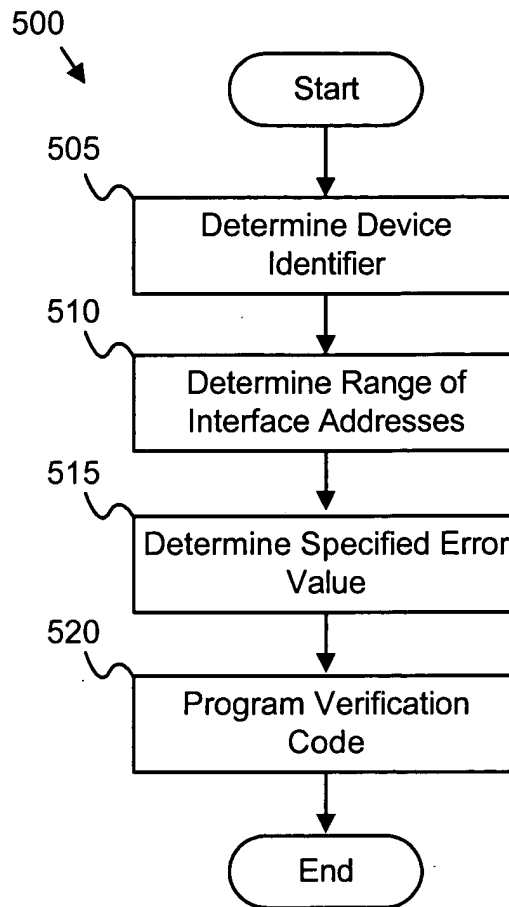 500
Start
505
Determine Device
Identifier
510
Determine Range of
Interface Addresses
515
Determine Specified Error
Value
520
Program Verification
Code
End